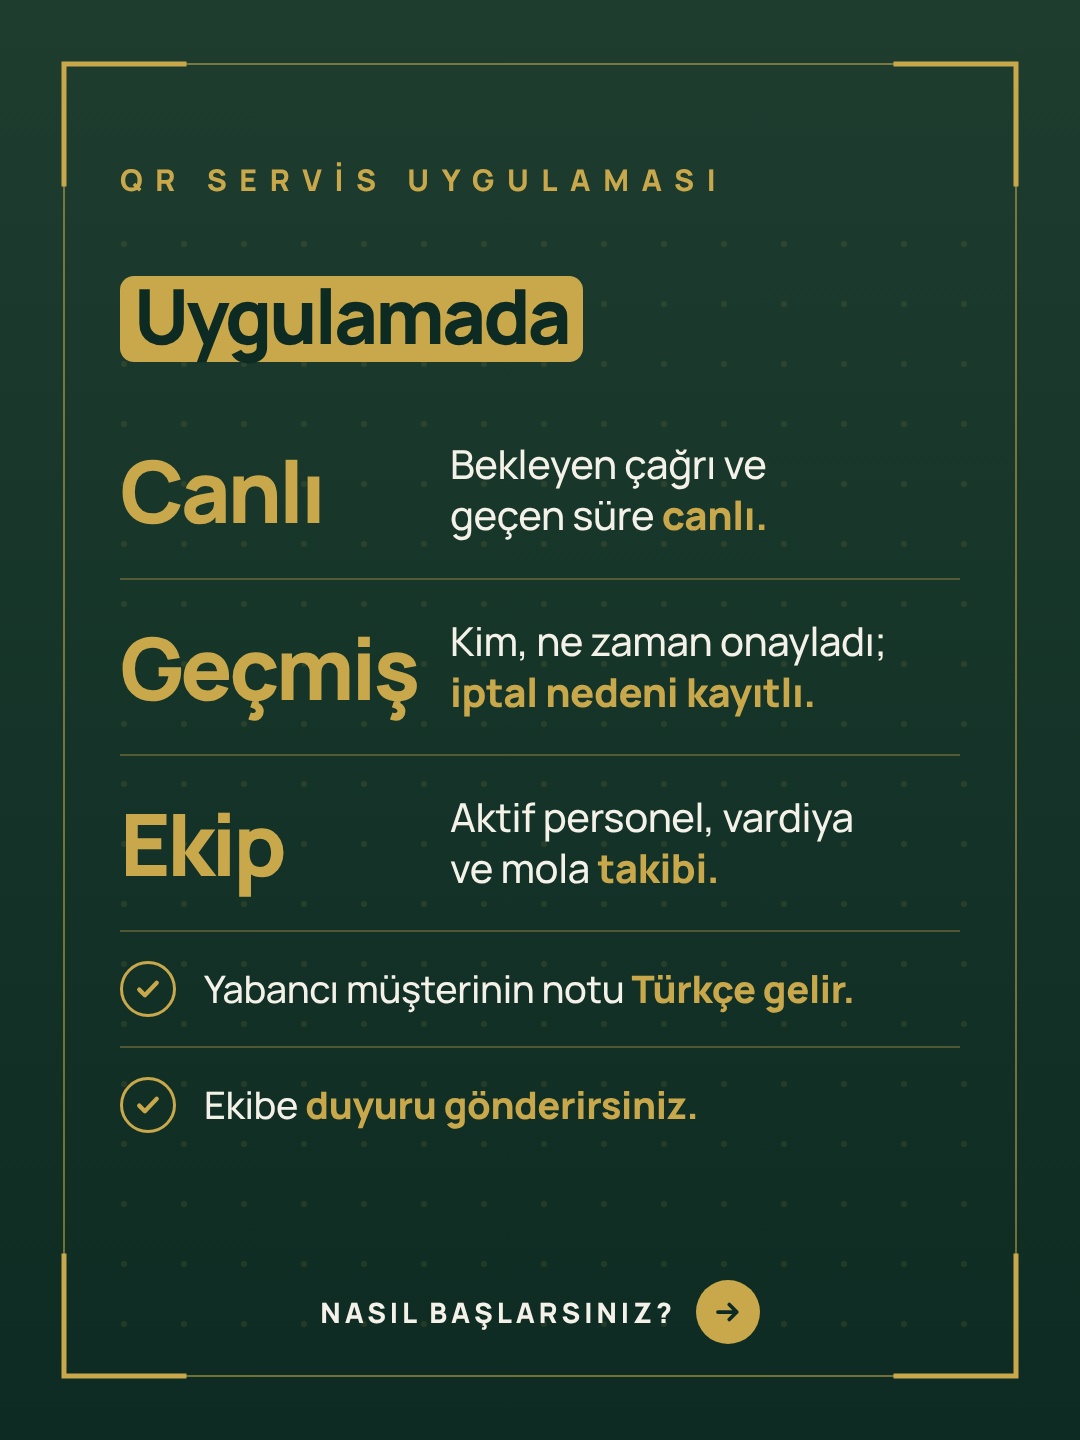 QR SERVİS UYGULAMASI
Uygulamada
Canlı
Bekleyen çağrı ve
geçen süre canlı.
Geçmiş
Kim, ne zaman onayladı;
iptal nedeni kayıtlı.
Ekip
Aktif personel, vardiya
ve mola takibi.
Yabancı müşterinin notu Türkçe gelir.
Ekibe duyuru gönderirsiniz.
NASIL BAŞLARSINIZ?